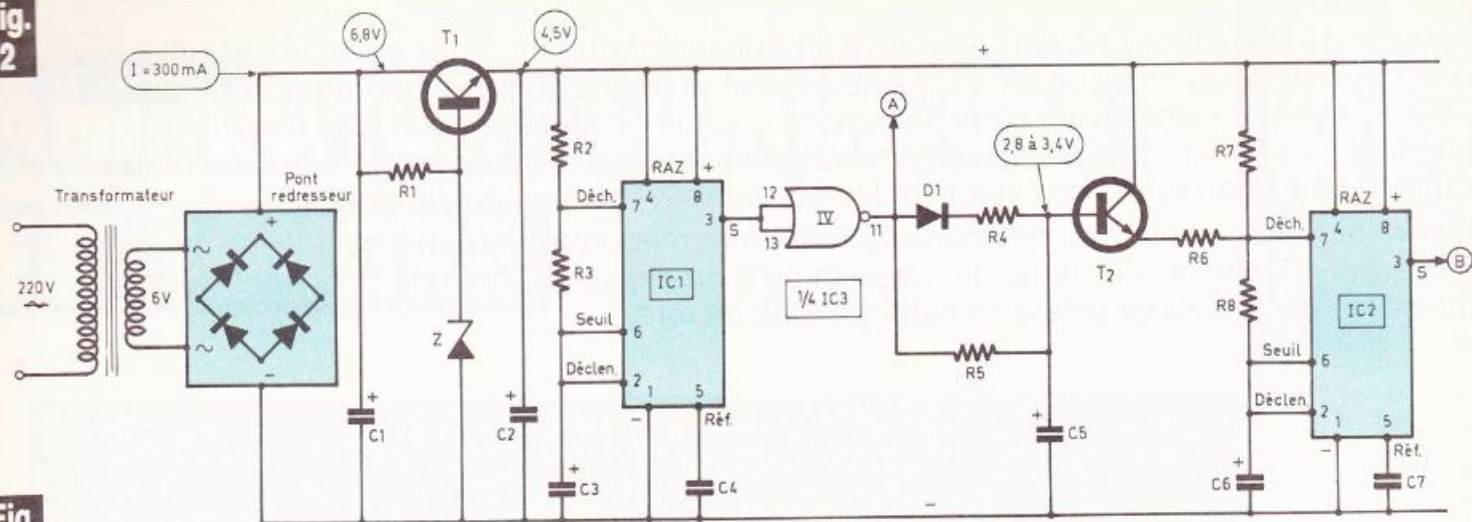 Fig.
2
6,8V
T1
4,5V
I = 300mA
+
Transformateur
Pont
redresseur
220V
6V
+
-
R1
Z
+
C1
+
C2
R2
R3
+
C3
RAZ
4
8
+
Déch.
7
3
S
IC1
Seuil
6
Déclen.
2
1
5
-
Réf.
C4
12
13
IV
11
1/4 IC3
A
D1
R4
R5
2,8 à 3,4V
+
C5
T2
R6
-
R7
R8
+
C6
RAZ
4
8
+
Déch.
7
3
S
B
IC2
Seuil
6
Déclen.
2
1
5
-
Réf.
C7
Fig